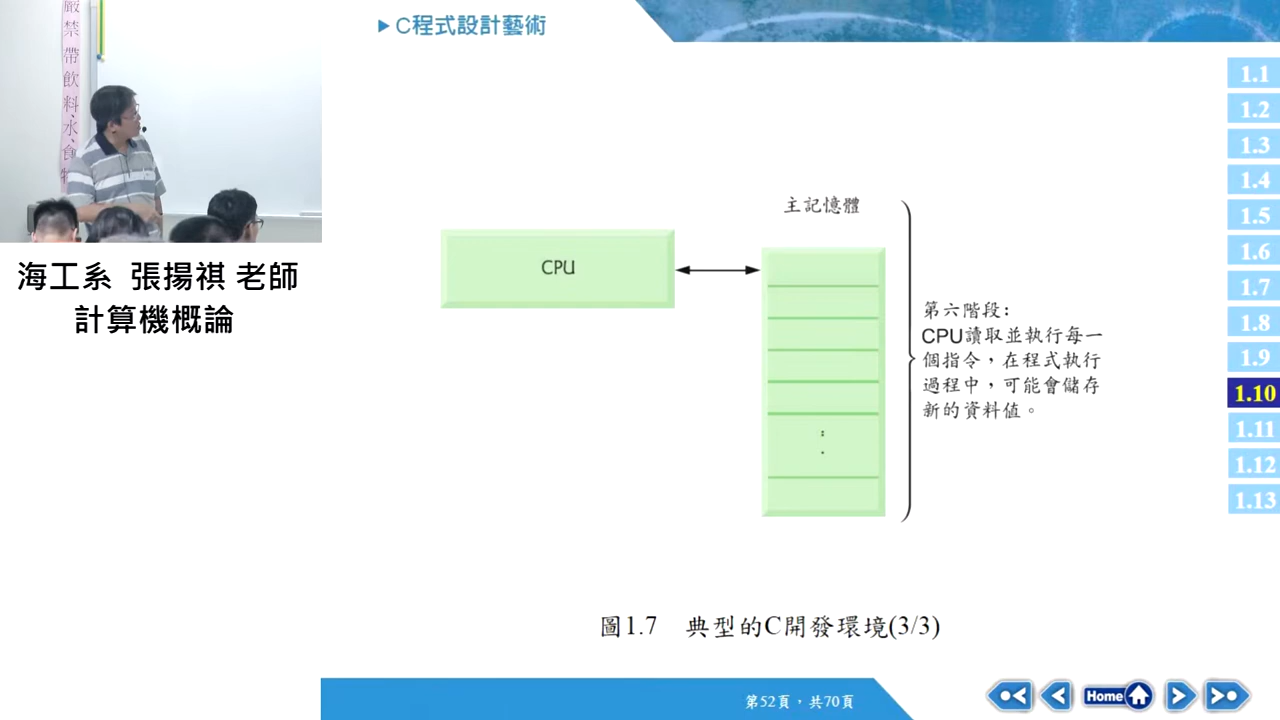 嚴禁帶飲料、水、食物
海工系 張揚祺 老師
計算機概論
C程式設計藝術
主記憶體
CPU
第六階段:
CPU讀取並執行每一
個指令，在程式執行
過程中，可能會儲存
新的資料值。
圖1.7 典型的C開發環境(3/3)
第52頁，共70頁
Home
1.1
1.2
1.3
1.4
1.5
1.6
1.7
1.8
1.9
1.10
1.11
1.12
1.13